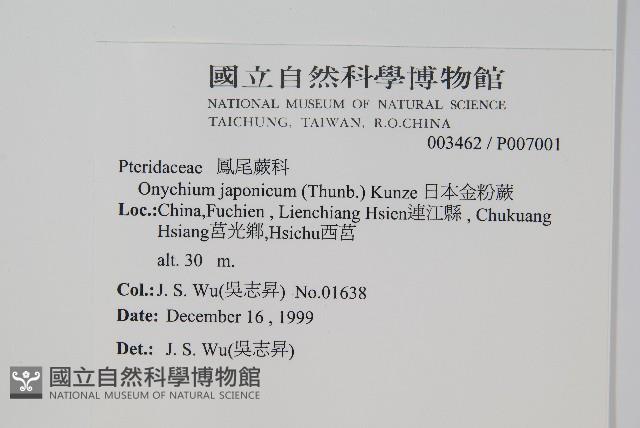 國立自然科學博物館
NATIONAL MUSEUM OF NATURAL SCIENCE
TAICHUNG, TAIWAN, R.O.CHINA
003462 / P007001
Pteridaceae 鳳尾蕨科
Onychium japonicum (Thunb.) Kunze 日本金粉蕨
Loc.:China,Fuchien , Lienchiang Hsien連江縣 , Chukuang
Hsiang莒光鄉,Hsichu西莒
alt. 30 m.
Col.:J. S. Wu(吳志昇) No.01638
Date: December 16 , 1999
Det.: J. S. Wu(吳志昇)
國立自然科學博物館
NATIONAL MUSEUM OF NATURAL SCIENCE